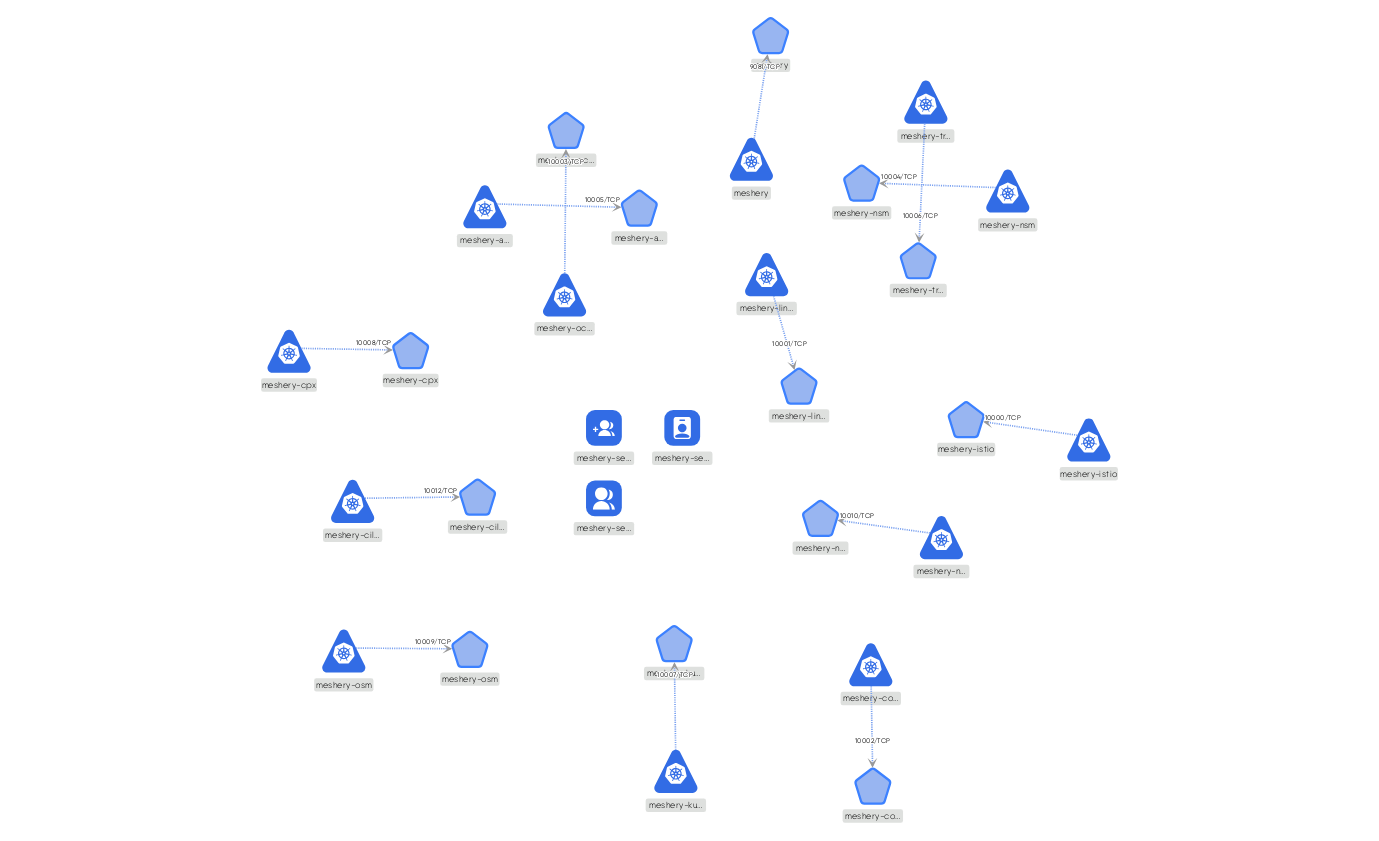 9081/TCP
meshery-tr...
10003/TCP
10004/TCP
meshery
10005/TCP
meshery-nsm
10006/TCP
meshery-nsm
meshery-a...
meshery-a...
meshery-tr...
meshery-lin...
meshery-oc...
10008/TCP
10001/TCP
meshery-cpx
meshery-cpx
meshery-lin...
10000/TCP
meshery-istio
meshery-se...
meshery-se...
meshery-istio
10012/TCP
10010/TCP
meshery-cil...
meshery-se...
meshery-cil...
meshery-n...
meshery-n...
10009/TCP
10007/TCP
meshery-osm
meshery-osm
meshery-co...
10002/TCP
meshery-ku...
meshery-co...